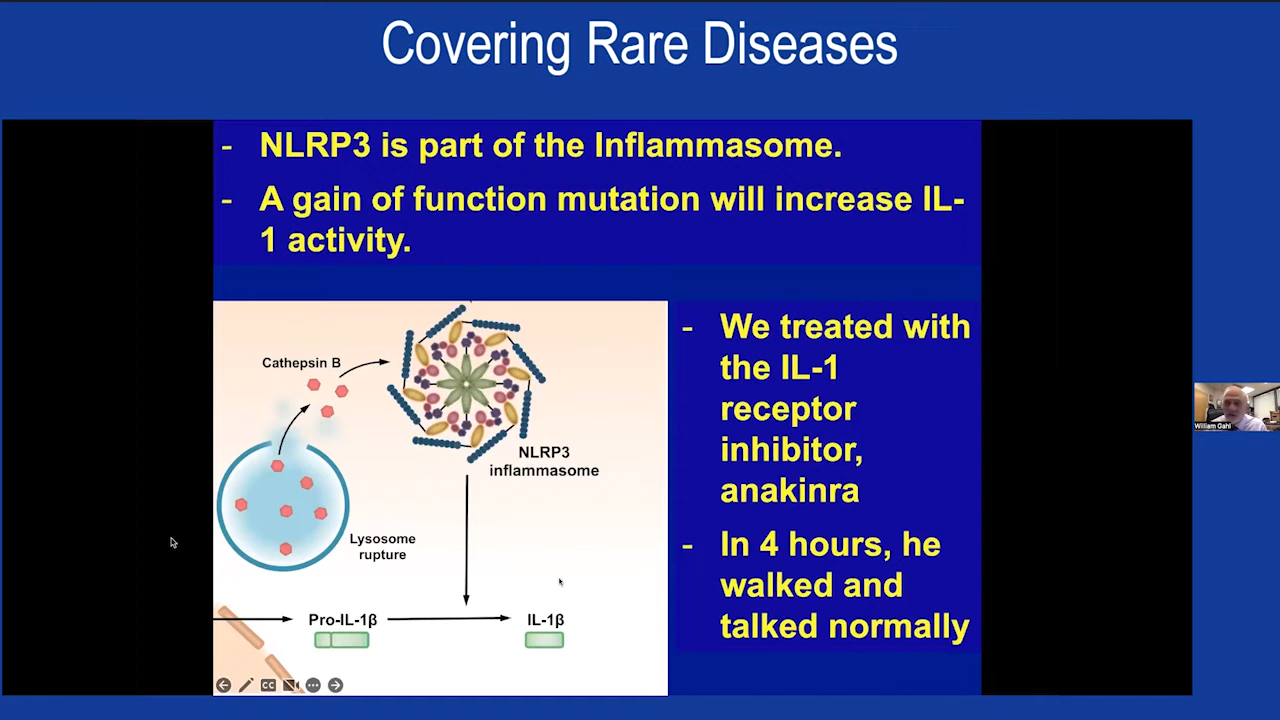 Covering Rare Diseases
- NLRP3 is part of the Inflammasome.
- A gain of function mutation will increase IL-
1 activity.
Cathepsin B
NLRP3
inflammasome
Lysosome
rupture
Pro-IL-1β
IL-1β
- We treated with
the IL-1
receptor
inhibitor,
anakinra
- In 4 hours, he
walked and
talked normally
CC
William Gahl